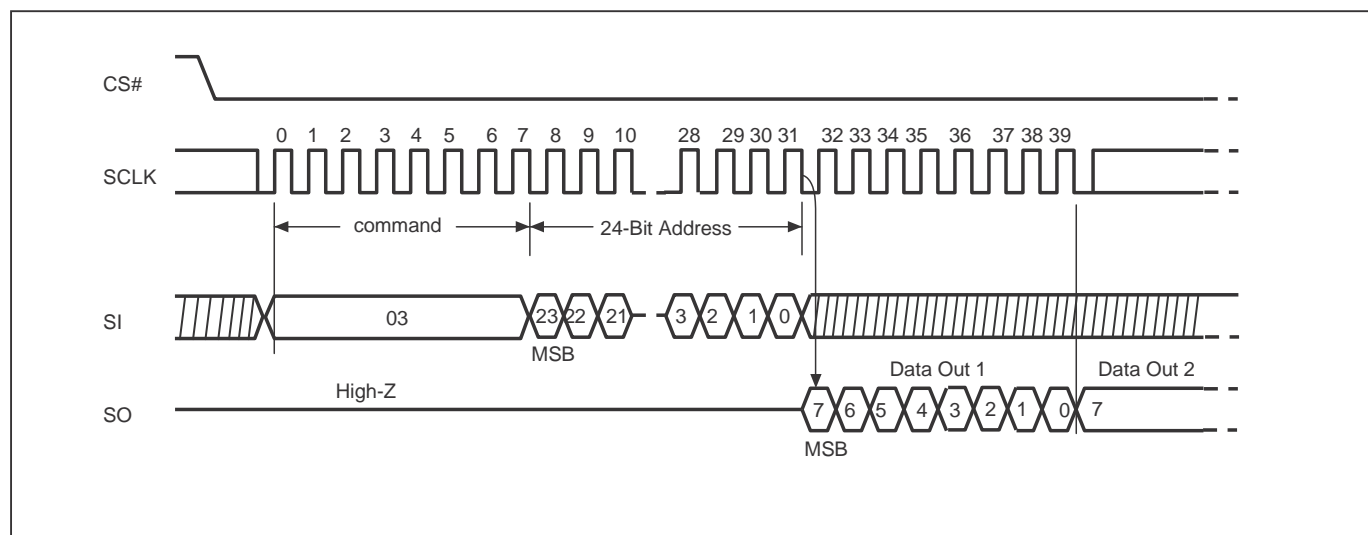 CS#
0 1 2 3 4 5 6 7 8 9 10 28 29 30 31 32 33 34 35 36 37 38 39
SCLK
command 24-Bit Address
SI 03 23 22 21 3 2 1 0
MSB
High-Z Data Out 1 Data Out 2
SO 7 6 5 4 3 2 1 0 7
MSB